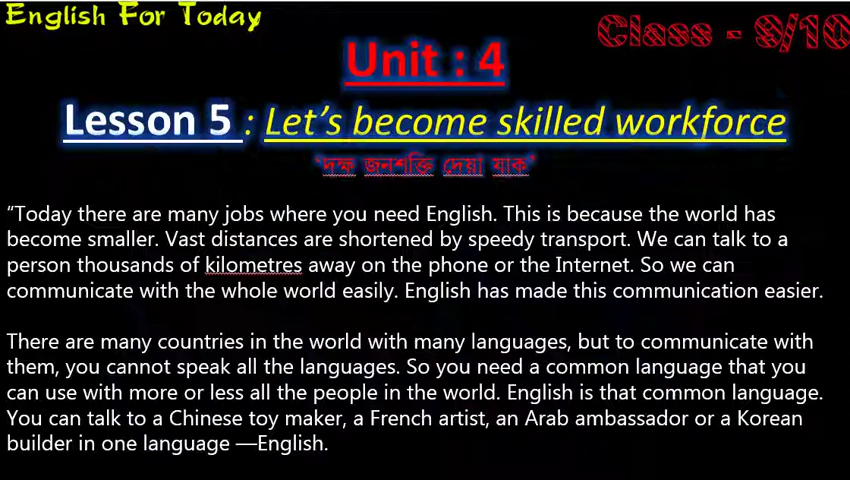 English For Today
Class - 9/10
Unit : 4
Lesson 5 : Let's become skilled workforce
‘দক্ষ জনশক্তি দেয়া যাক’
“Today there are many jobs where you need English. This is because the world has
become smaller. Vast distances are shortened by speedy transport. We can talk to a
person thousands of kilometres away on the phone or the Internet. So we can
communicate with the whole world easily. English has made this communication easier.
There are many countries in the world with many languages, but to communicate with
them, you cannot speak all the languages. So you need a common language that you
can use with more or less all the people in the world. English is that common language.
You can talk to a Chinese toy maker, a French artist, an Arab ambassador or a Korean
builder in one language —English.